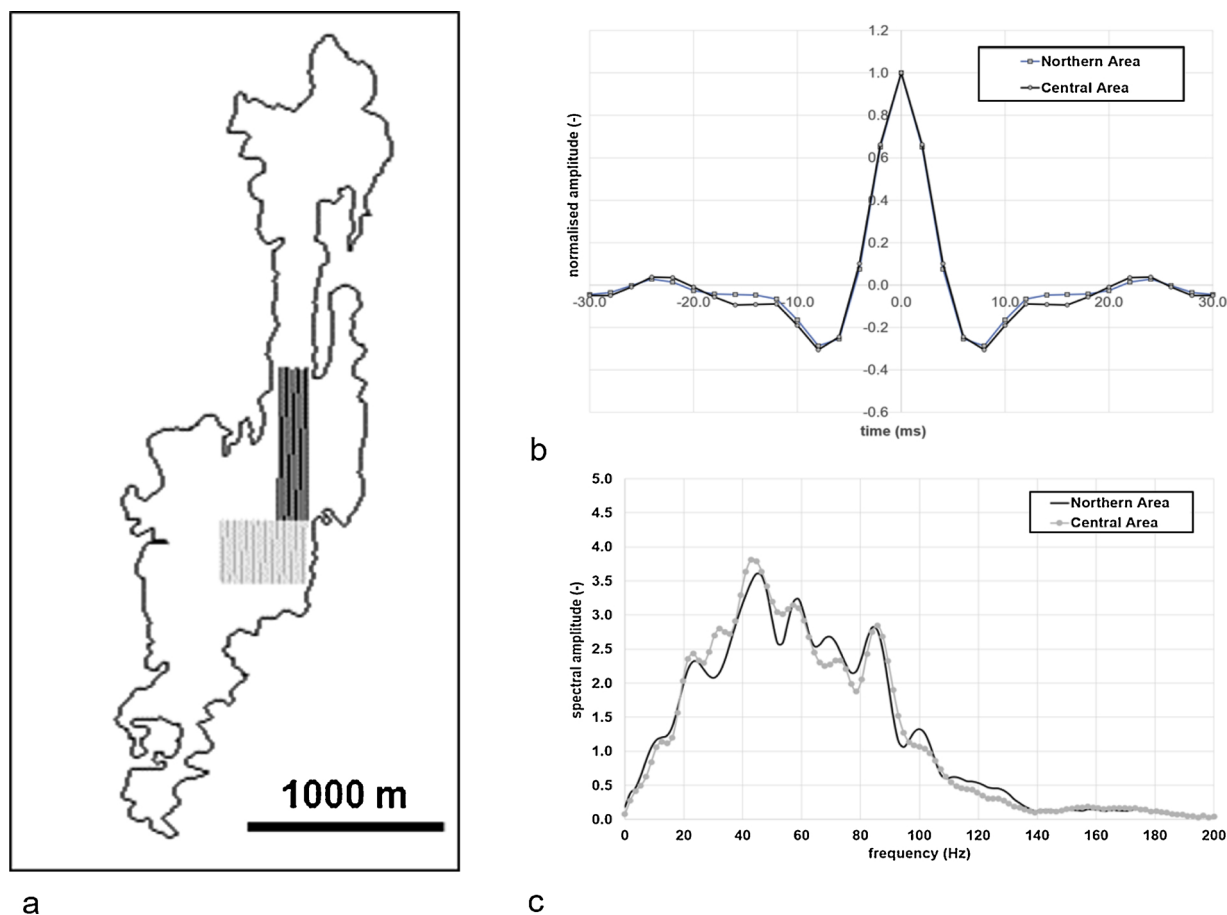 1000 m
a
normalised amplitude (-)
1.2
1.0
0.8
0.6
0.4
0.2
0.0
-0.2
-0.4
-0.6
-30.0
-20.0
-10.0
0.0
10.0
20.0
30.0
time (ms)
Northern Area
Central Area
b
spectral amplitude (-)
5.0
4.5
4.0
3.5
3.0
2.5
2.0
1.5
1.0
0.5
0.0
0 20 40 60 80 100 120 140 160 180 200
frequency (Hz)
Northern Area
Central Area
c